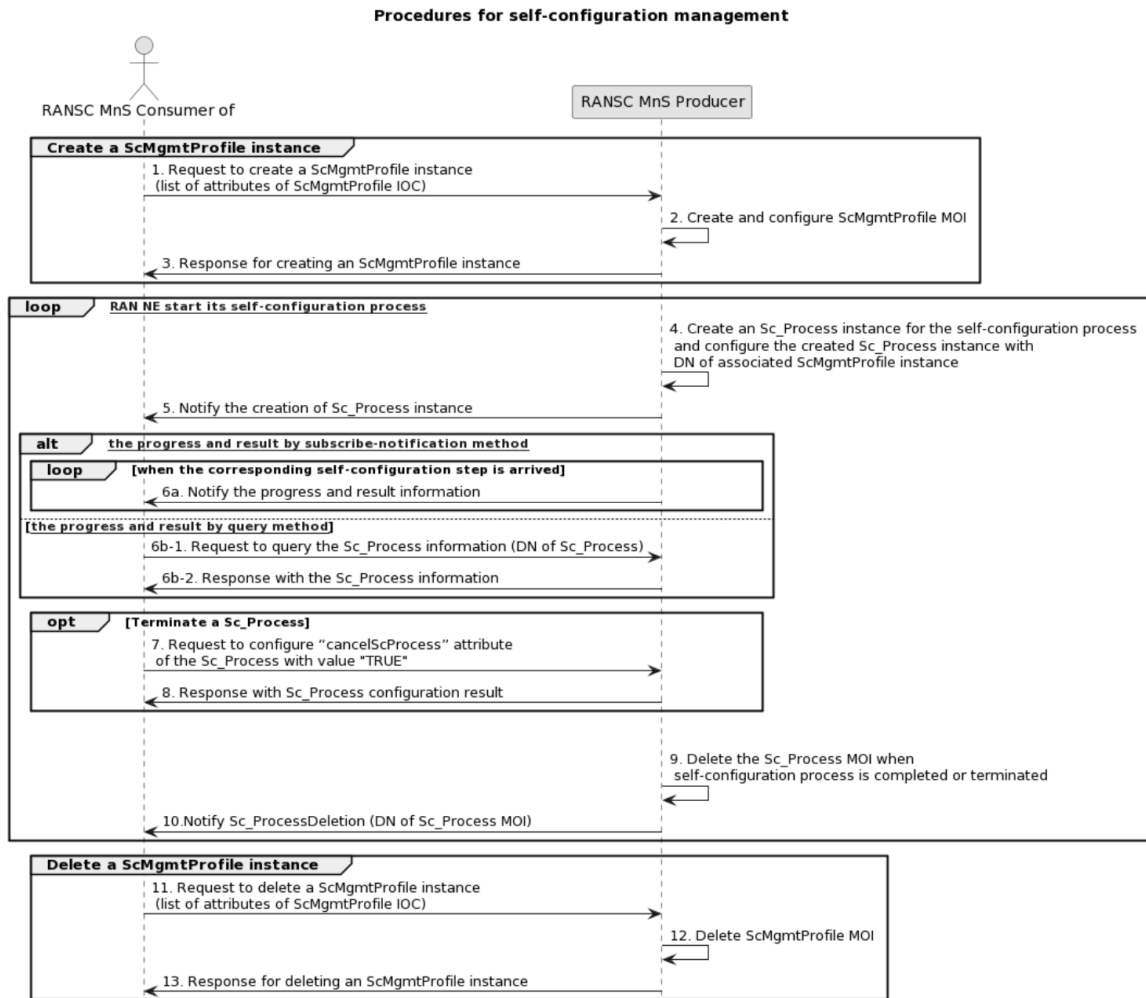 Procedures for self-configuration management
RANSC MnS Consumer of
RANSC MnS Producer
Create a ScMgmtProfile instance
1. Request to create a ScMgmtProfile instance
(list of attributes of ScMgmtProfile IOC)
2. Create and configure ScMgmtProfile MOI
3. Response for creating an ScMgmtProfile instance
loop
RAN NE start its self-configuration process
4. Create an Sc_Process instance for the self-configuration process
and configure the created Sc_Process instance with
DN of associated ScMgmtProfile instance
5. Notify the creation of Sc_Process instance
alt
the progress and result by subscribe-notification method
loop
[when the corresponding self-configuration step is arrived]
6a. Notify the progress and result information
[the progress and result by query method]
6b-1. Request to query the Sc_Process information (DN of Sc_Process)
6b-2. Response with the Sc_Process information
opt
[Terminate a Sc_Process]
7. Request to configure “cancelScProcess” attribute
of the Sc_Process with value "TRUE"
8. Response with Sc_Process configuration result
9. Delete the Sc_Process MOI when
self-configuration process is completed or terminated
10.Notify Sc_ProcessDeletion (DN of Sc_Process MOI)
Delete a ScMgmtProfile instance
11. Request to delete a ScMgmtProfile instance
(list of attributes of ScMgmtProfile IOC)
12. Delete ScMgmtProfile MOI
13. Response for deleting an ScMgmtProfile instance